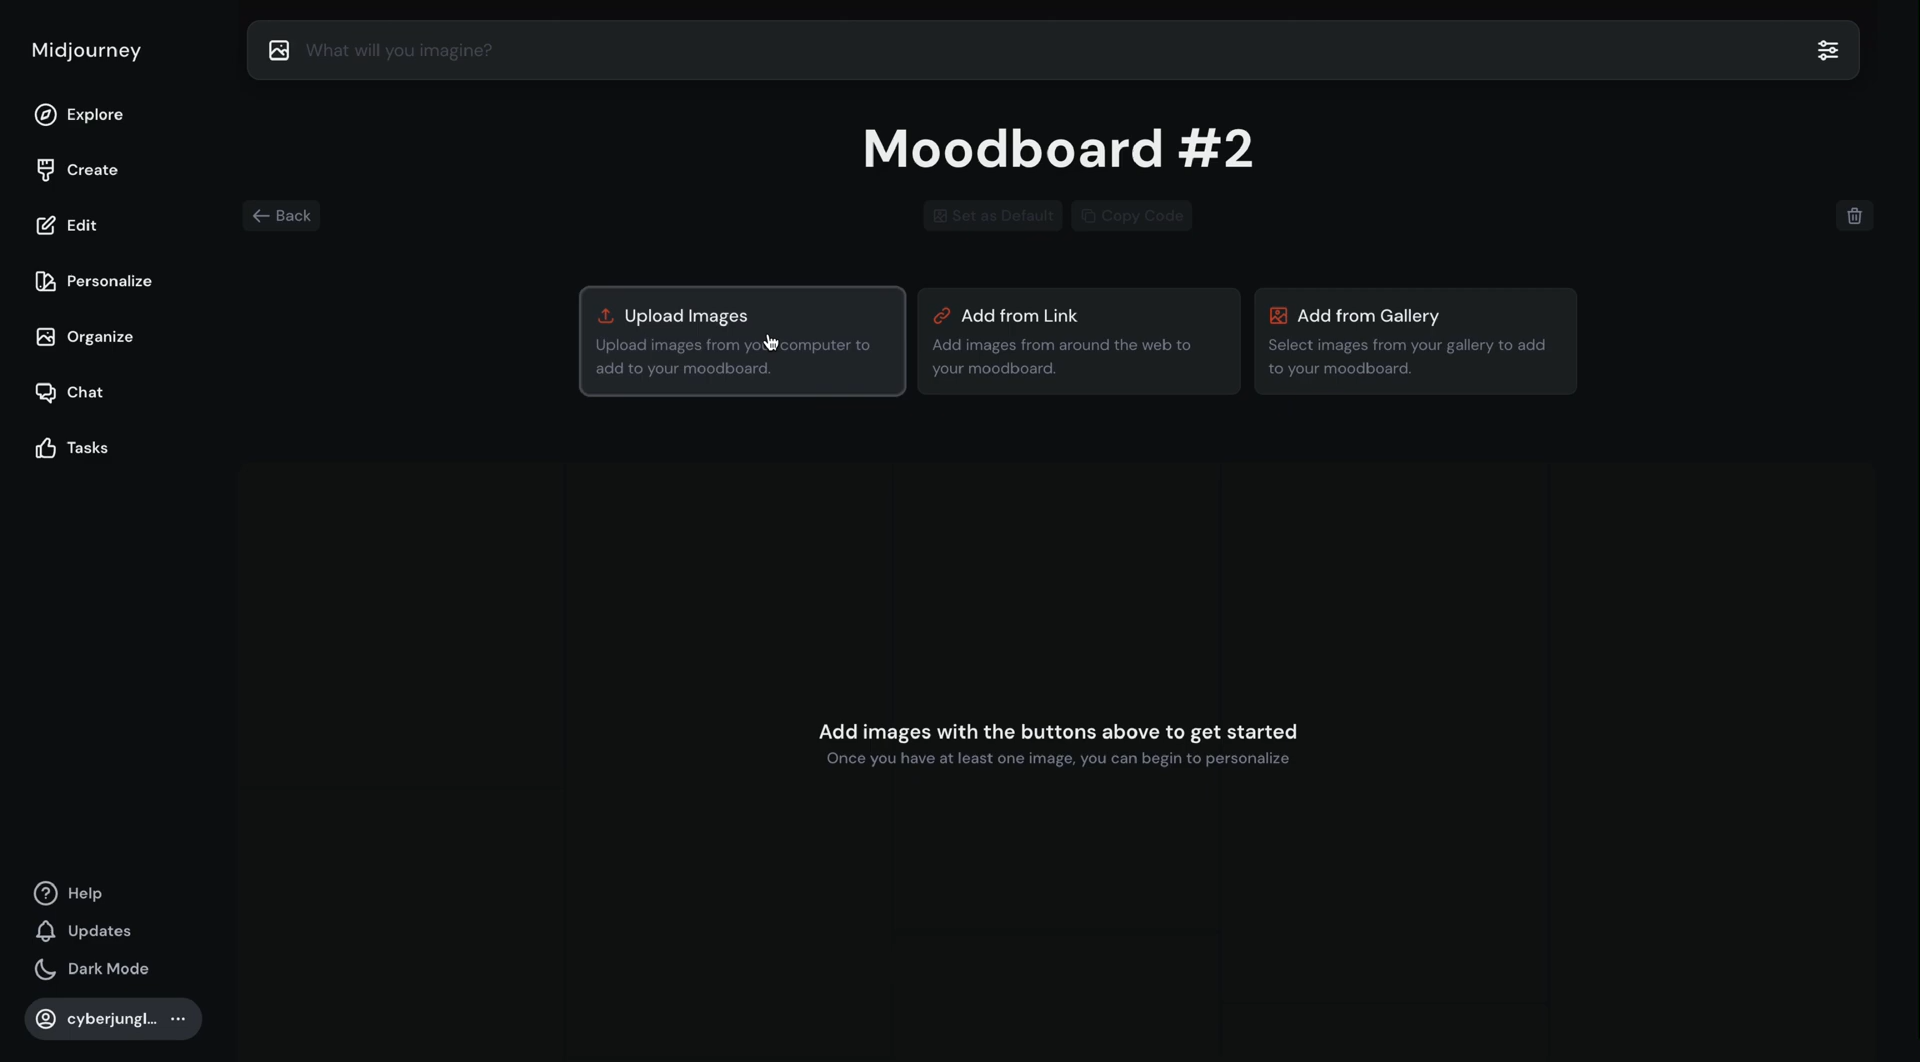 Midjourney
What will you imagine?
Explore
Create
Edit
Personalize
Organize
Chat
Tasks
Moodboard #2
Back
Set as Default
Copy Code
Upload Images
Upload images from your computer to
add to your moodboard.
Add from Link
Add images from around the web to
your moodboard.
Add from Gallery
Select images from your gallery to add
to your moodboard.
Add images with the buttons above to get started
Once you have at least one image, you can begin to personalize
Help
Updates
Dark Mode
cyberjungl...